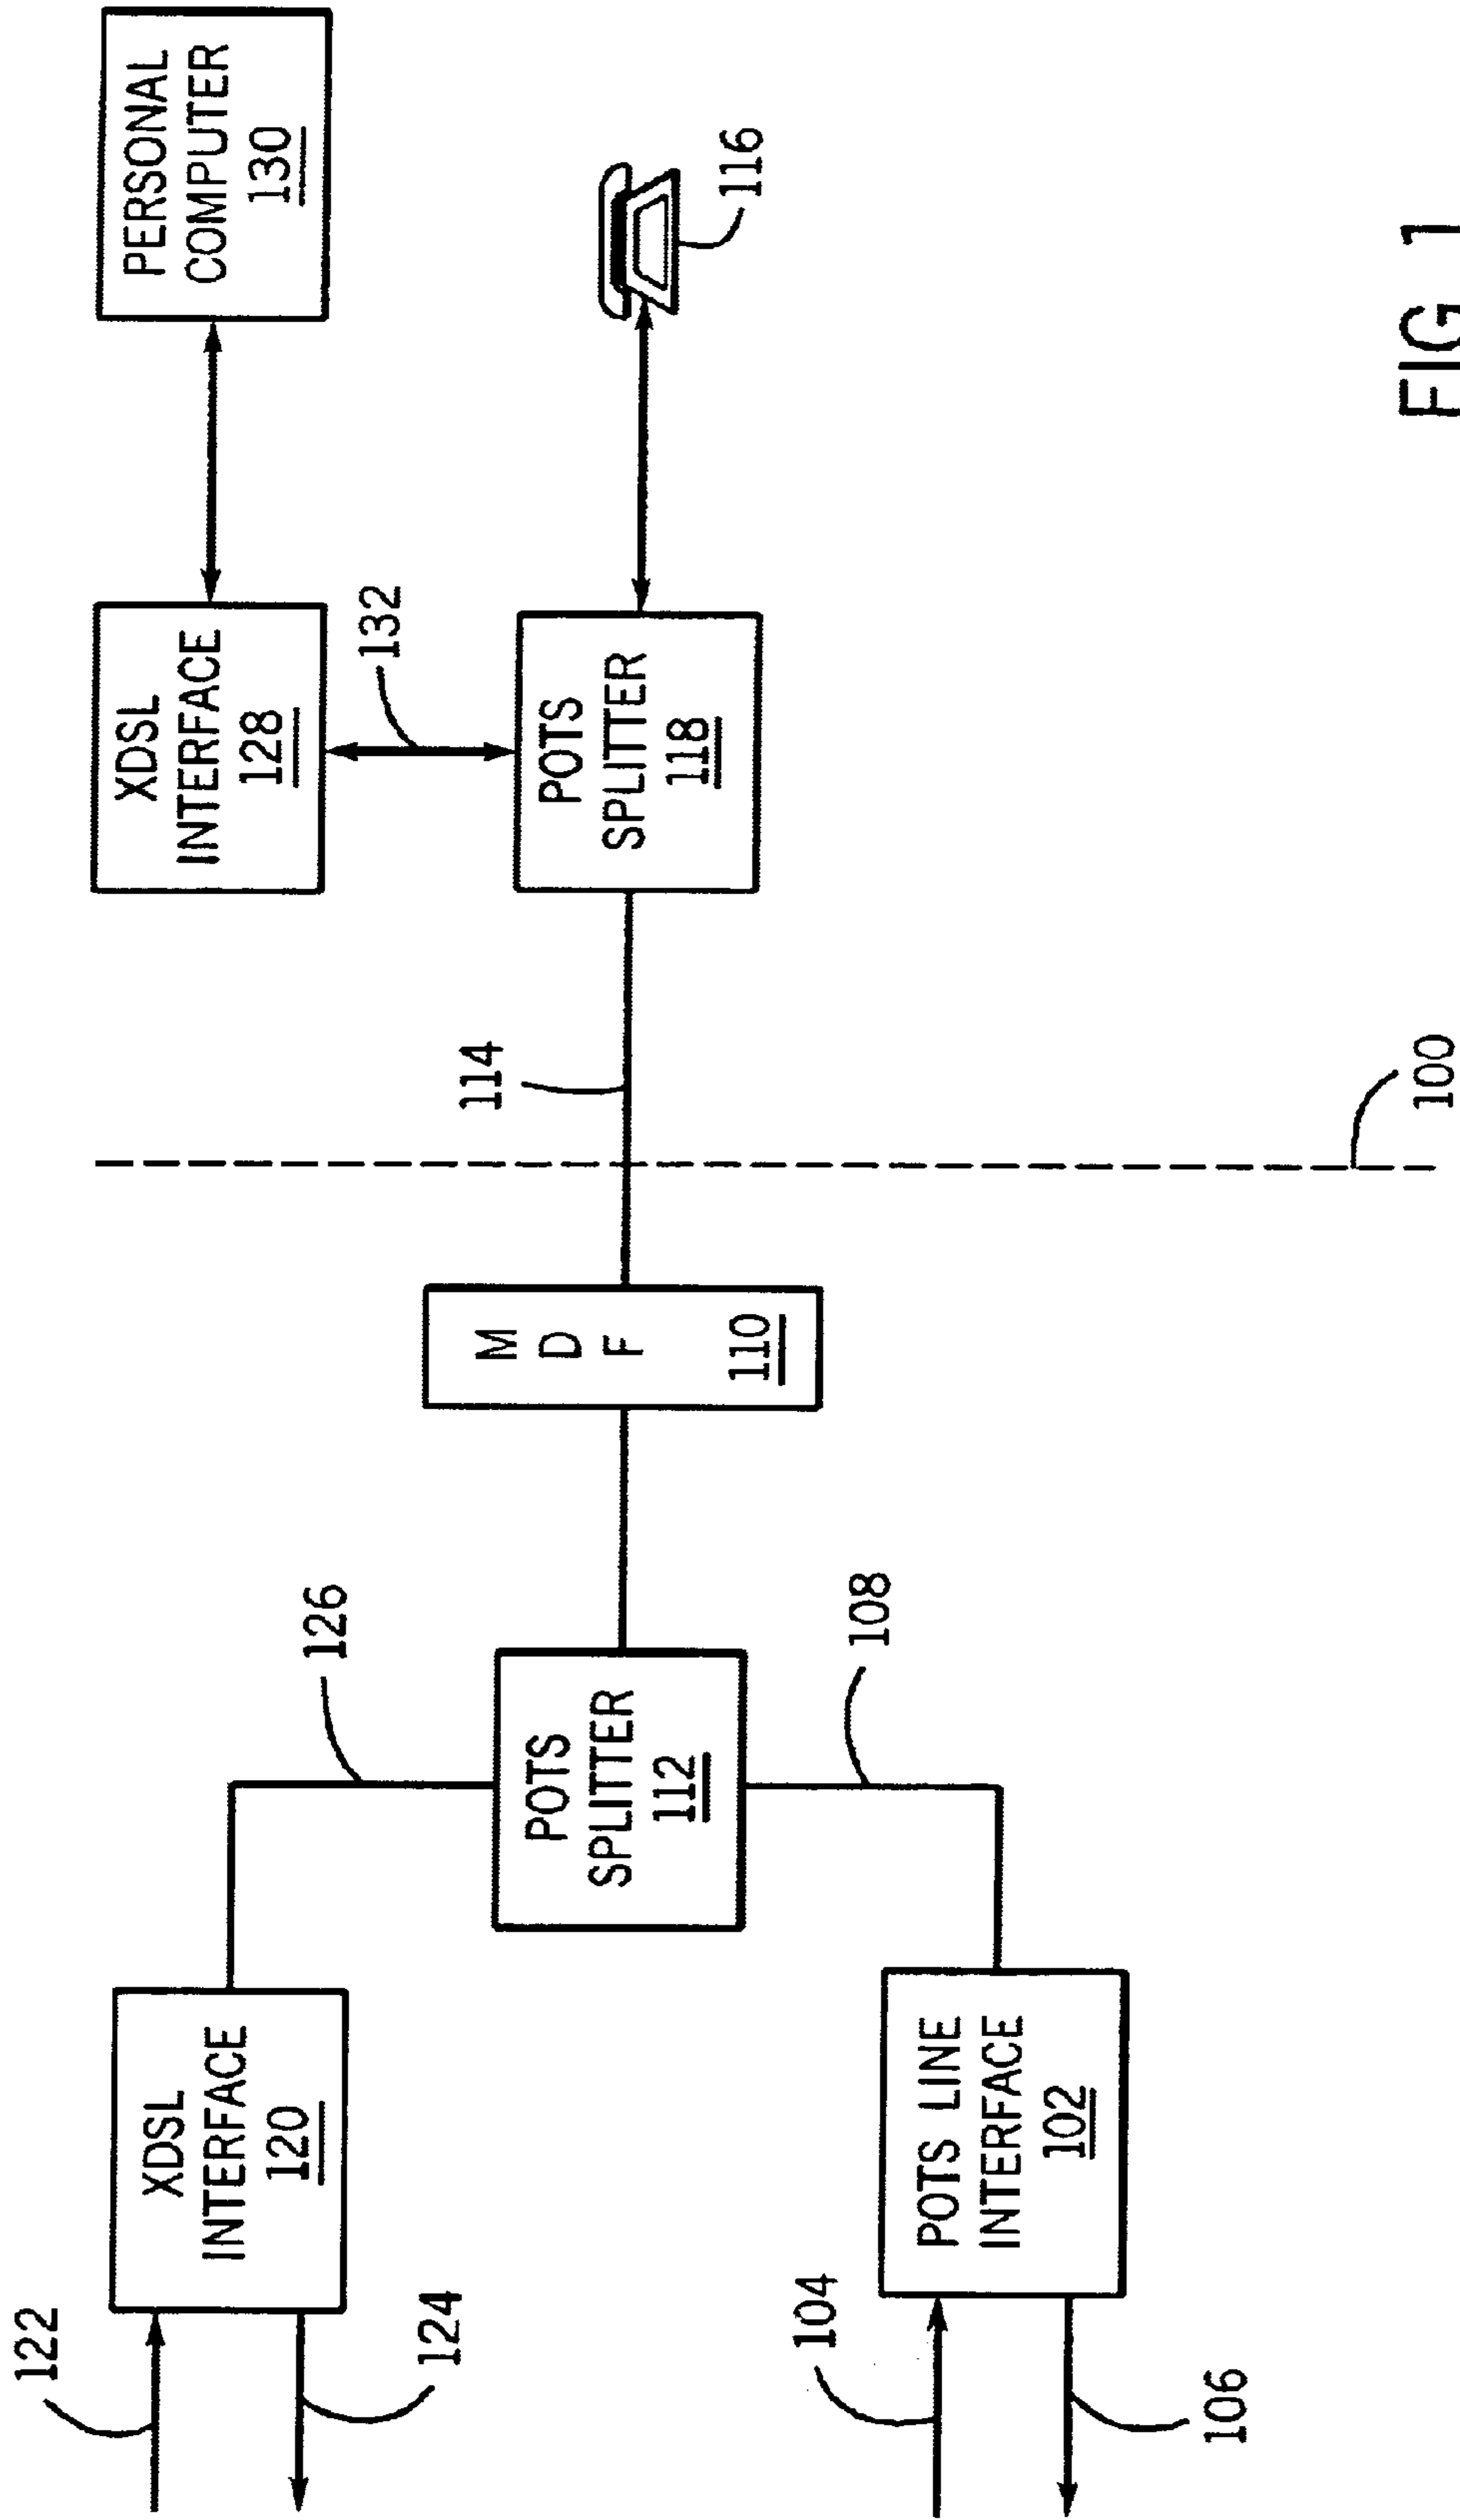 122
124
XDSL
INTERFACE
120
126
104
106
POTS LINE
INTERFACE
102
108
POTS
SPLITTER
112
M
D
F
110
100
114
XDSL
INTERFACE
128
132
POTS
SPLITTER
118
PERSONAL
COMPUTER
130
116
FIG. 1